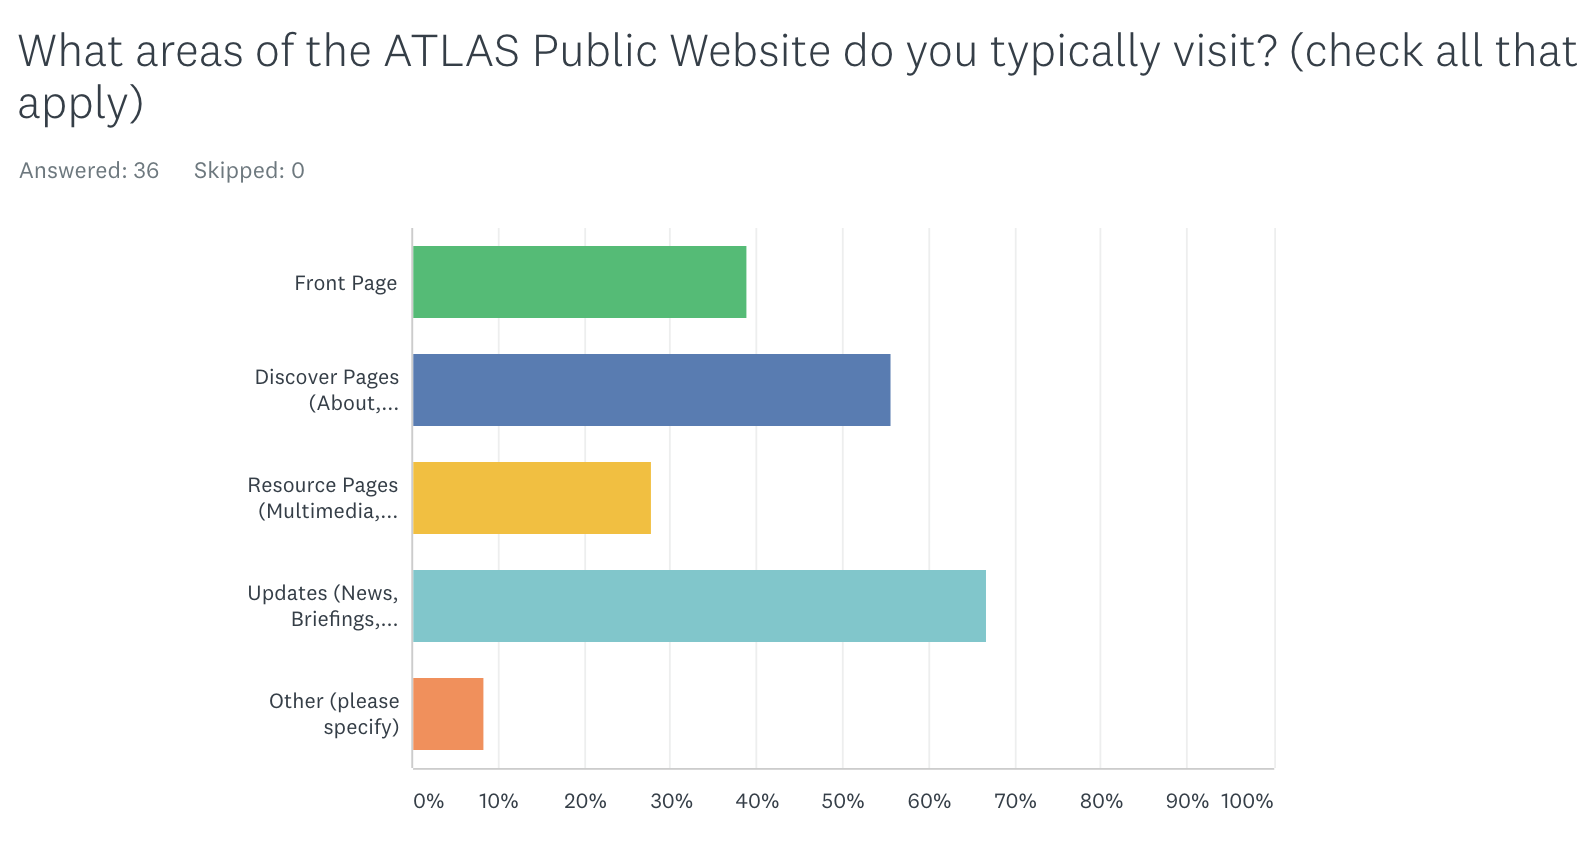 What areas of the ATLAS Public Website do you typically visit? (check all that
apply)
Answered: 36 Skipped: 0
Front Page
Discover Pages
(About,...
Resource Pages
(Multimedia,...
Updates (News,
Briefings,...
Other (please
specify)
0% 10% 20% 30% 40% 50% 60% 70% 80% 90% 100%